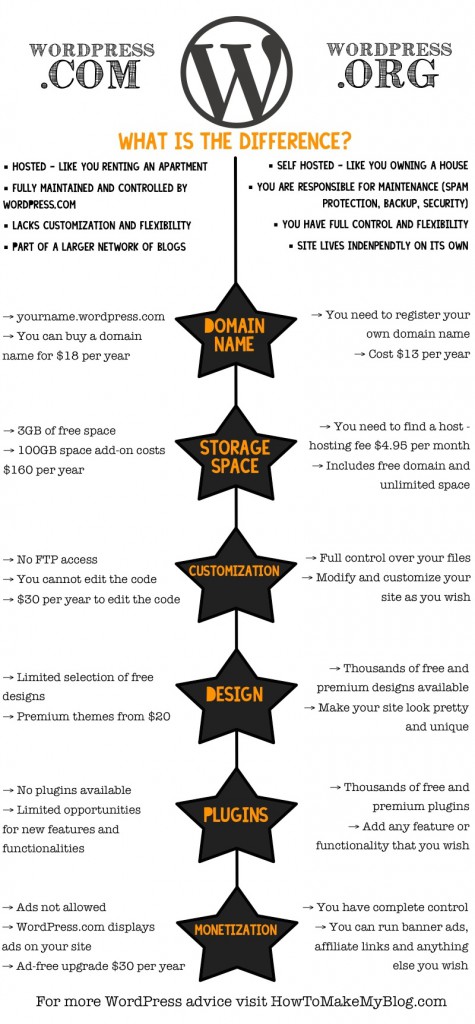 WORDPRESS
.COM
WORDPRESS
.ORG
WHAT IS THE DIFFERENCE?
▪ HOSTED - LIKE YOU RENTING AN APARTMENT
▪ FULLY MAINTAINED AND CONTROLLED BY
WORDPRESS.COM
▪ LACKS CUSTOMIZATION AND FLEXIBILITY
▪ PART OF A LARGER NETWORK OF BLOGS
▪ SELF HOSTED - LIKE YOU OWNING A HOUSE
▪ YOU ARE RESPONSIBLE FOR MAINTENANCE (SPAM
PROTECTION, BACKUP, SECURITY)
▪ YOU HAVE FULL CONTROL AND FLEXIBILITY
▪ SITE LIVES INDENPENDTLY ON ITS OWN
→ yourname.wordpress.com
→ You can buy a domain
name for $18 per year
DOMAIN
NAME
→ You need to register your
own domain name
→ Cost $13 per year
→ 3GB of free space
→ 100GB space add-on costs
$160 per year
STORAGE
SPACE
→ You need to find a host -
hosting fee $4.95 per month
→ Includes free domain and
unlimited space
→ No FTP access
→ You cannot edit the code
→ $30 per year to edit the code
CUSTOMIZATION
→ Full control over your files
→ Modify and customize your
site as you wish
→ Limited selection of free
designs
→ Premium themes from $20
DESIGN
→ Thousands of free and
premium designs available
→ Make your site look pretty
and unique
→ No plugins available
→ Limited opportunities
for new features and
functionalities
PLUGINS
→ Thousands of free and
premium plugins
→ Add any feature or
functionality that you wish
→ Ads not allowed
→ WordPress.com displays
ads on your site
→ Ad-free upgrade $30 per year
MONETIZATION
→ You have complete control
→ You can run banner ads,
affiliate links and anything
else you wish
For more WordPress advice visit HowToMakeMyBlog.com